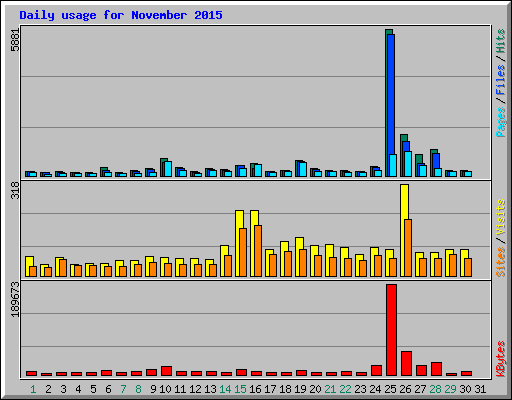 Daily usage for November 2015
5881
Pages / Files / Hits
318
Sites / Visits
189673
KBytes
1 2 3 4 5 6 7 8 9 10 11 12 13 14 15 16 17 18 19 20 21 22 23 24 25 26 27 28 29 30 31